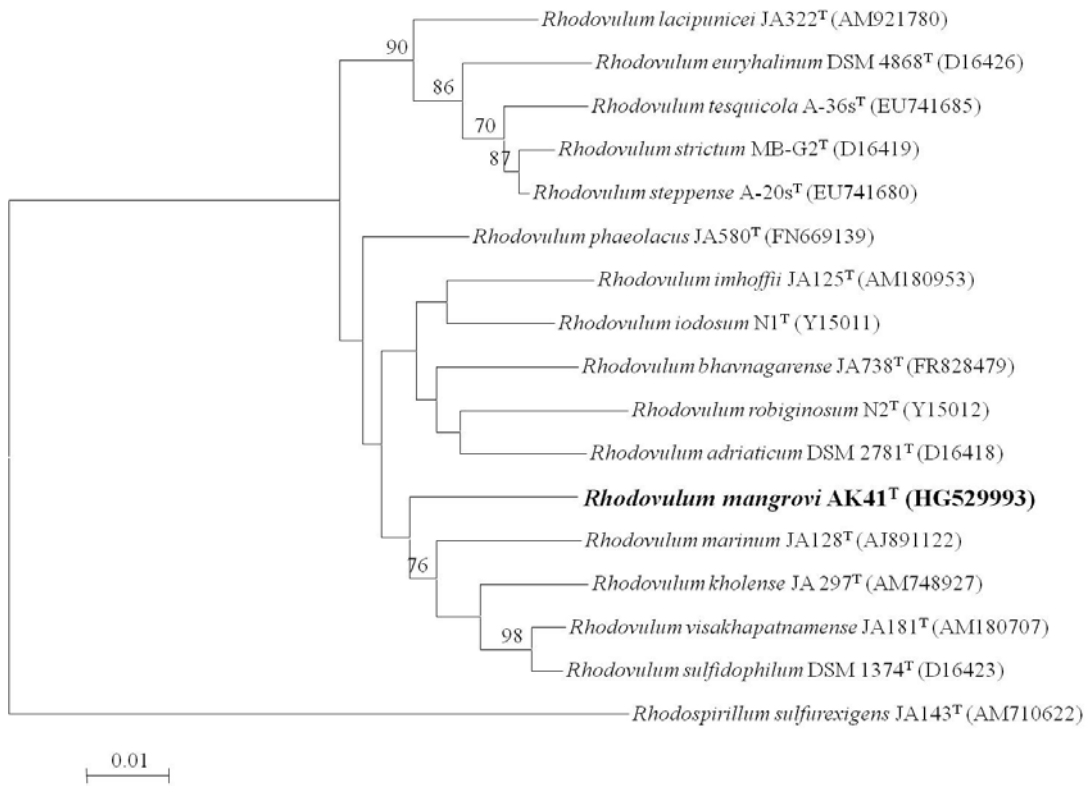 Rhodovulum lacipunicei JA322ᵀ (AM921780)
90
Rhodovulum euryhalinum DSM 4868ᵀ (D16426)
86
Rhodovulum tesquicola A-36sᵀ (EU741685)
70
Rhodovulum strictum MB-G2ᵀ (D16419)
87
Rhodovulum steppense A-20sᵀ (EU741680)
Rhodovulum phaeolacus JA580ᵀ (FN669139)
Rhodovulum imhoffii JA125ᵀ (AM180953)
Rhodovulum iodosum N1ᵀ (Y15011)
Rhodovulum bhavnagarense JA738ᵀ (FR828479)
Rhodovulum robiginosum N2ᵀ (Y15012)
Rhodovulum adriaticum DSM 2781ᵀ (D16418)
Rhodovulum mangrovi AK41ᵀ (HG529993)
Rhodovulum marinum JA128ᵀ (AJ891122)
76
Rhodovulum kholense JA 297ᵀ (AM748927)
Rhodovulum visakhapatnamense JA181ᵀ (AM180707)
98
Rhodovulum sulfidophilum DSM 1374ᵀ (D16423)
Rhodospirillum sulfurexigens JA143ᵀ (AM710622)
0.01